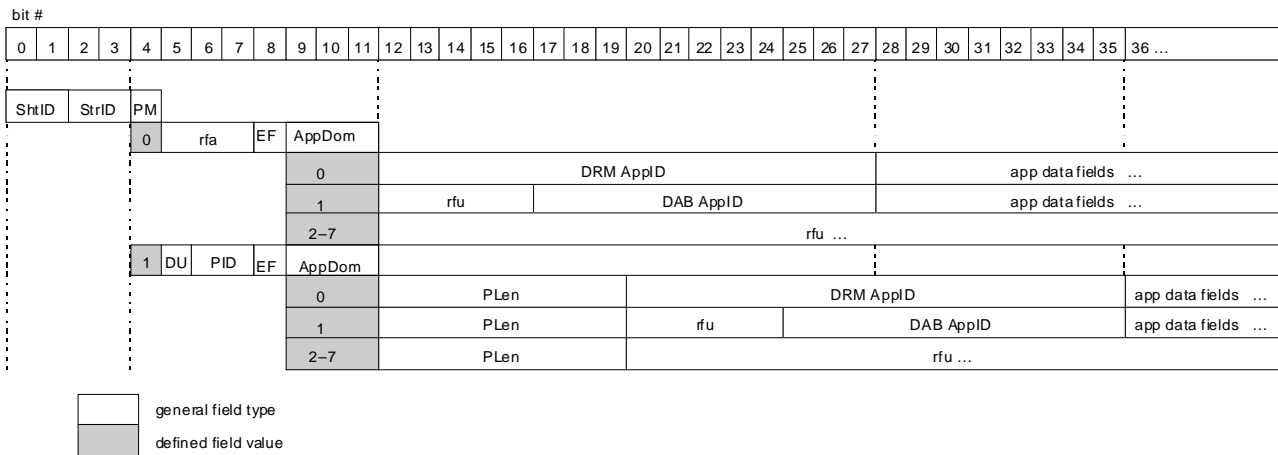 bit #
0 1 2 3 4 5 6 7 8 9 10 11 12 13 14 15 16 17 18 19 20 21 22 23 24 25 26 27 28 29 30 31 32 33 34 35 36 ...
ShtID StrID PM
0 rfa EF AppDom
0 DRM AppID app data fields ...
1 rfu DAB AppID app data fields ...
2–7 rfu ...
1 DU PID EF AppDom
0 PLen DRM AppID app data fields ...
1 PLen rfu DAB AppID app data fields ...
2–7 PLen rfu ...
general field type
defined field value